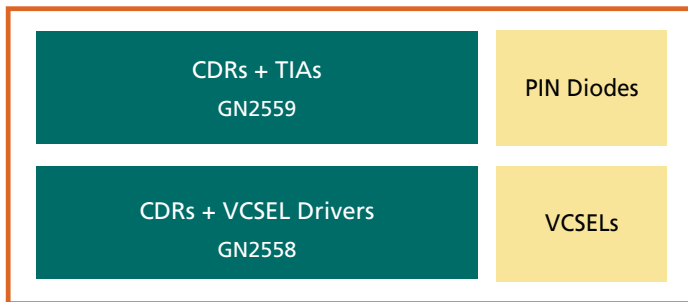 CDRs + TIAs
GN2559
PIN Diodes
CDRs + VCSEL Drivers
GN2558
VCSELs